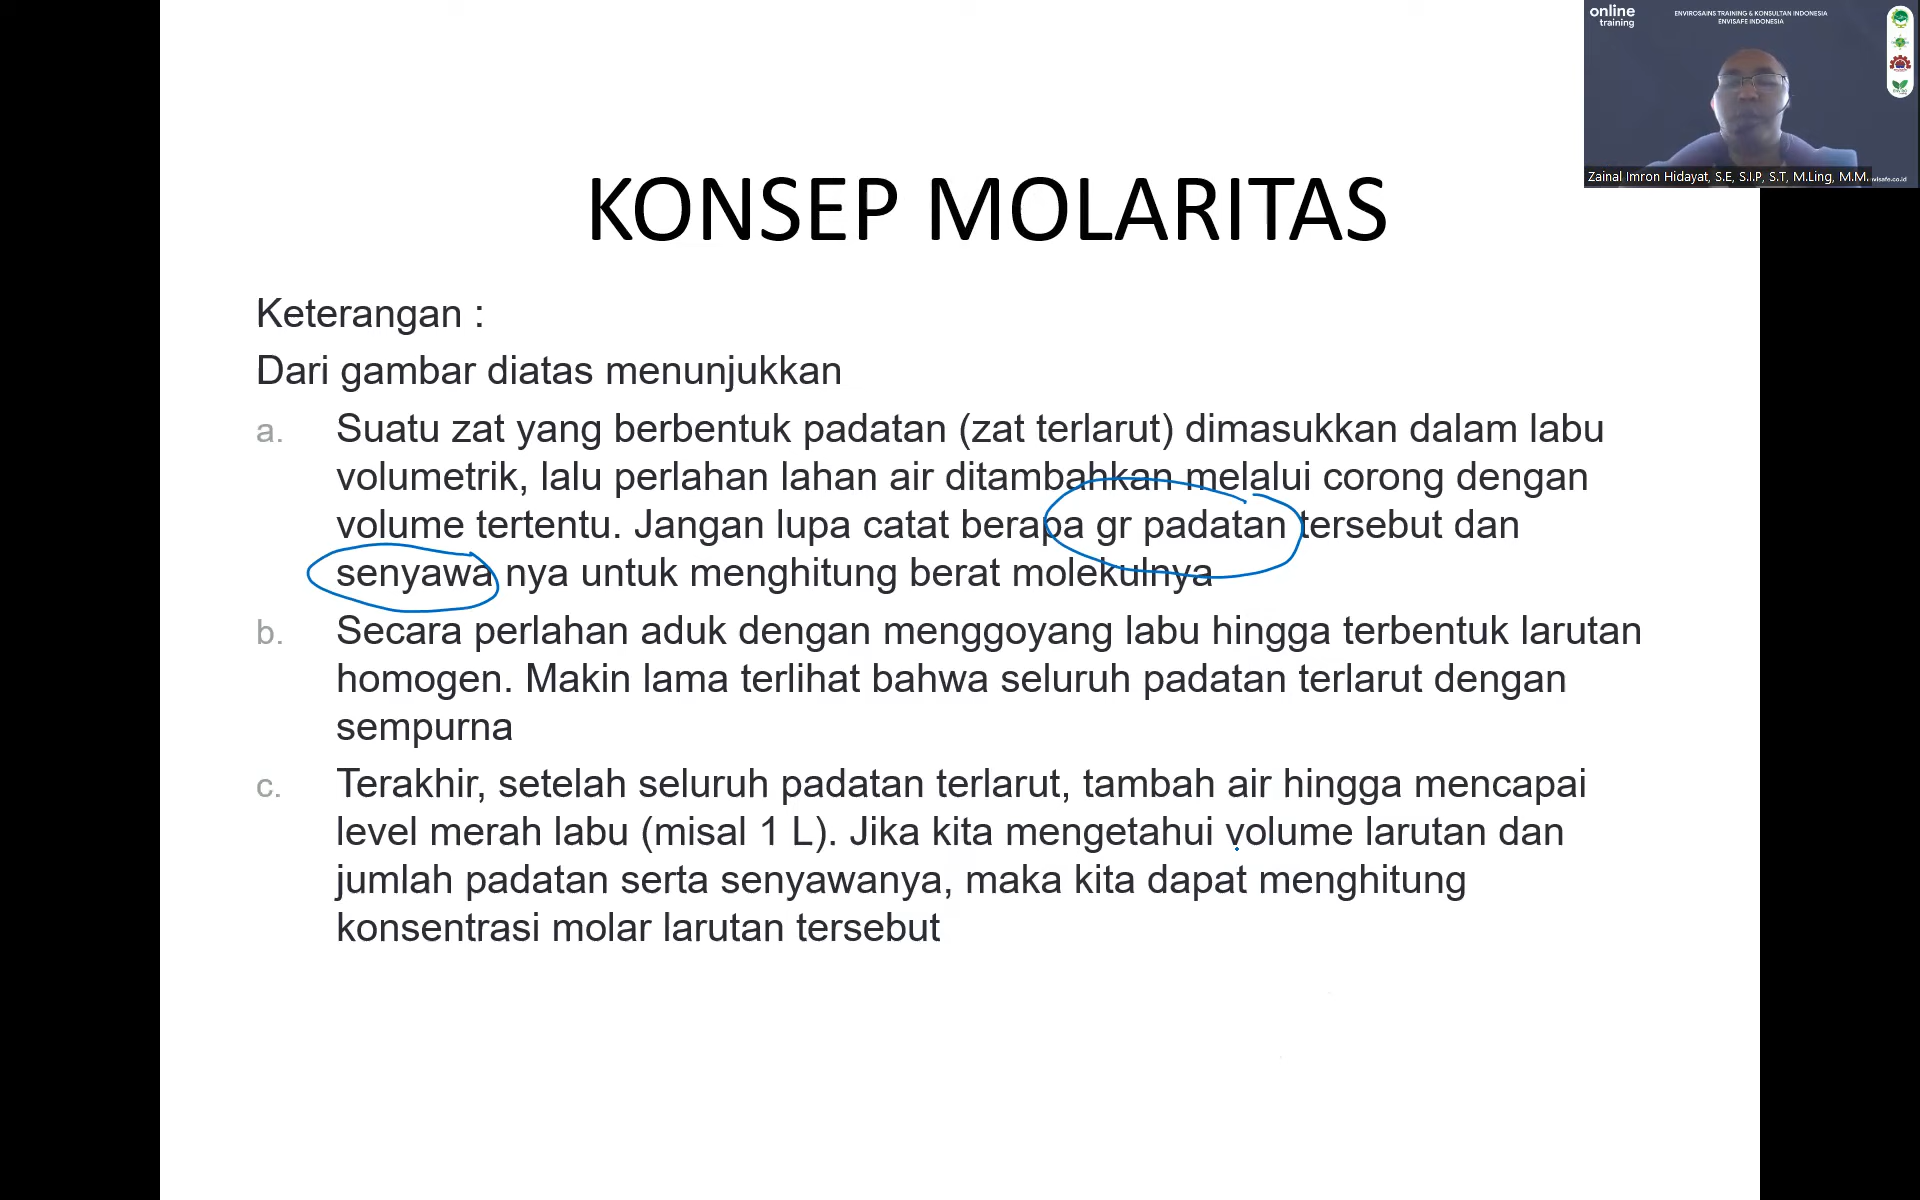 online
training
ENVIROSAINS TRAINING & KONSULTAN INDONESIA
ENVISAFE INDONESIA
Zainal Imron Hidayat, S.E, S.I.P, S.T, M.Ling, M.M.
KONSEP MOLARITAS
Keterangan :
Dari gambar diatas menunjukkan
a. Suatu zat yang berbentuk padatan (zat terlarut) dimasukkan dalam labu
volumetrik, lalu perlahan lahan air ditambahkan melalui corong dengan
volume tertentu. Jangan lupa catat berapa gr padatan tersebut dan
senyawa nya untuk menghitung berat molekulnya
b. Secara perlahan aduk dengan menggoyang labu hingga terbentuk larutan
homogen. Makin lama terlihat bahwa seluruh padatan terlarut dengan
sempurna
c. Terakhir, setelah seluruh padatan terlarut, tambah air hingga mencapai
level merah labu (misal 1 L). Jika kita mengetahui volume larutan dan
jumlah padatan serta senyawanya, maka kita dapat menghitung
konsentrasi molar larutan tersebut